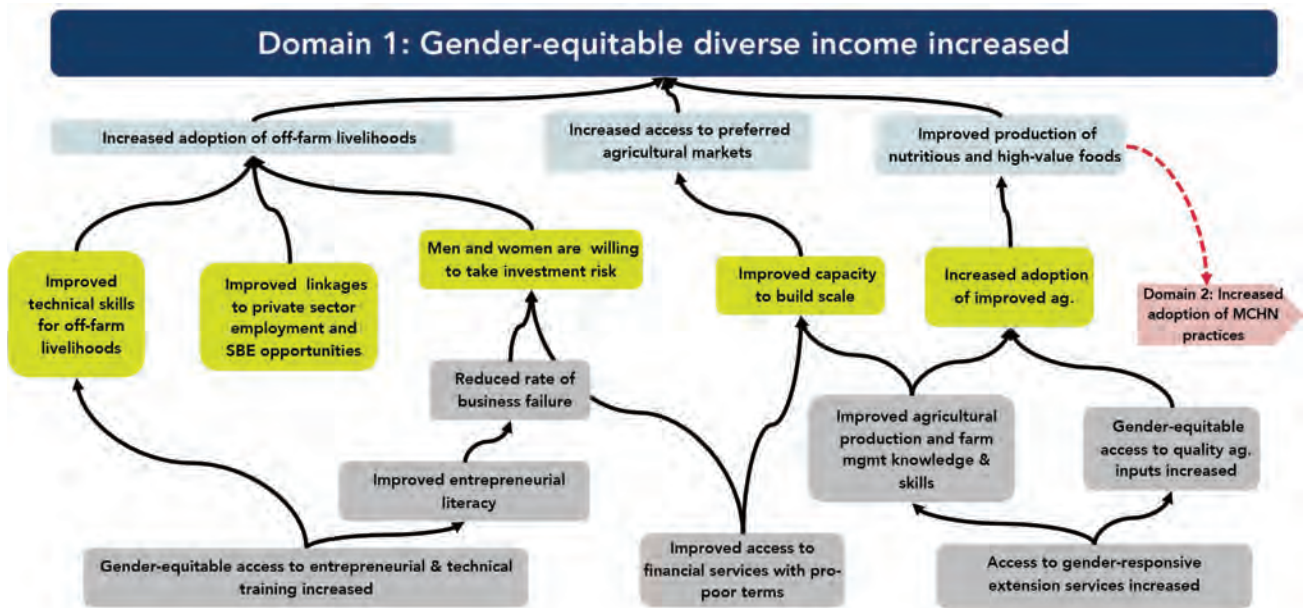 Domain 1: Gender-equitable diverse income increased
Increased adoption of off-farm livelihoods
Increased access to preferred
agricultural markets
Improved production of
nutritious and high-value foods
Improved
technical skills
for off-farm
livelihoods
Improved linkages
to private sector
employment and
SBE opportunities
Men and women are willing
to take investment risk
Improved capacity
to build scale
Increased adoption
of improved ag.
Domain 2: Increased
adoption of MCHN
practices
Reduced rate of
business failure
Improved agricultural
production and farm
mgmt knowledge &
skills
Gender-equitable
access to quality ag.
inputs increased
Improved entrepreneurial
literacy
Gender-equitable access to entrepreneurial & technical
training increased
Improved access to
financial services with pro-
poor terms
Access to gender-responsive
extension services increased